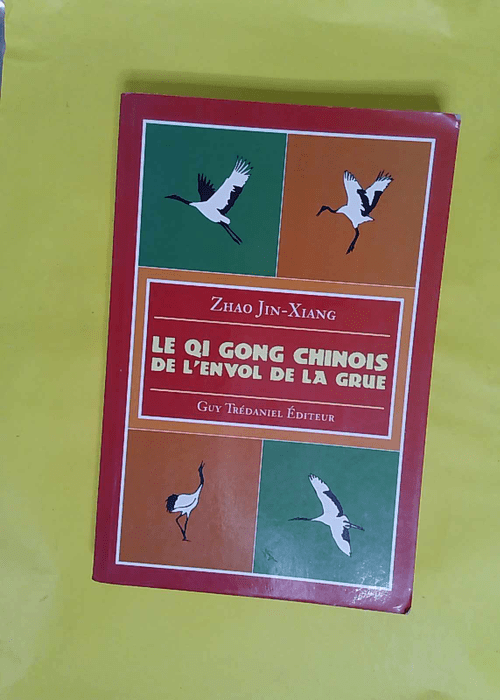 Zhao Jin-Xiang
LE QI GONG CHINOIS
DE L'ENVOL DE LA GRUE
Guy Trédaniel Éditeur